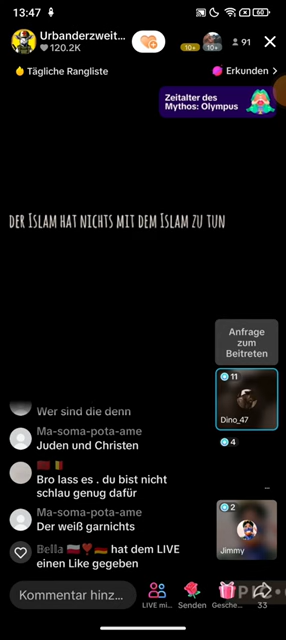 13:47
60
Urbanderzweit...
120.2K
10+
10+
91
Tägliche Rangliste
Erkunden >
Zeitalter des
Mythos: Olympus
DER ISLAM HAT NICHTS MIT DEM ISLAM ZU TUN
Anfrage
zum
Beitreten
11
Dino_47
Wer sind die denn
4
Ma-soma-pota-ame
Juden und Christen
Bro lass es . du bist nicht
schlau genug dafür
Ma-soma-pota-ame
Der weiß garnichts
2
Jimmy
Bella 🇵🇱❣️🇩🇪 hat dem LIVE
einen Like gegeben
Kommentar hinz...
LIVE mi...
Senden
Gesche...
33